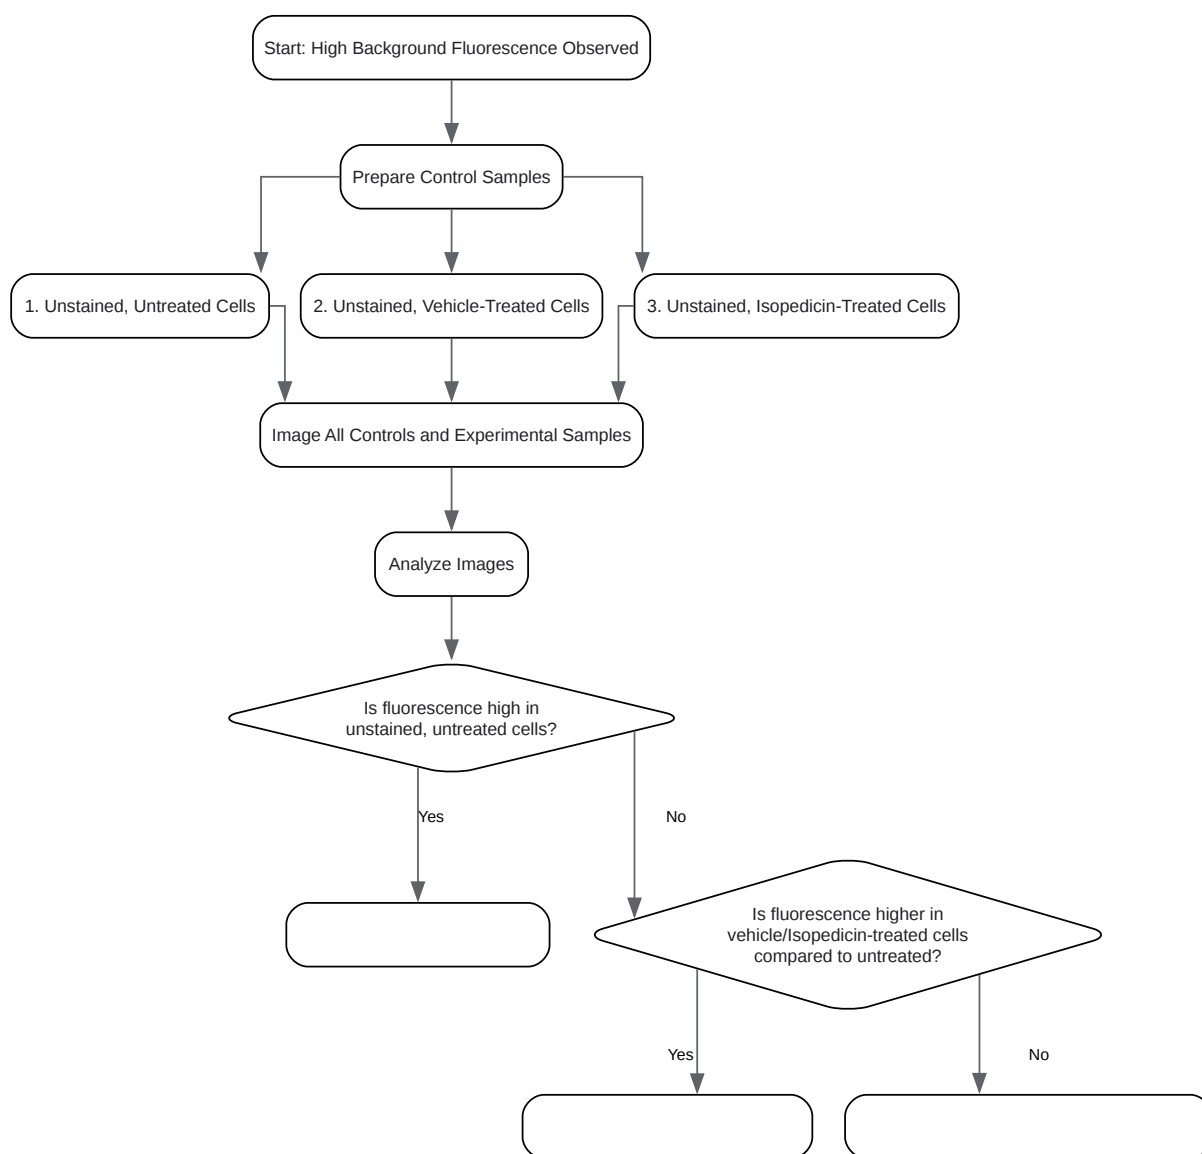 Start: High Background Fluorescence Observed
Prepare Control Samples
1. Unstained, Untreated Cells
2. Unstained, Vehicle-Treated Cells
3. Unstained, Isopedicin-Treated Cells
Image All Controls and Experimental Samples
Analyze Images
Is fluorescence high in
unstained, untreated cells?
Yes
No
Is fluorescence higher in
vehicle/Isopedicin-treated cells
compared to untreated?
Yes
No